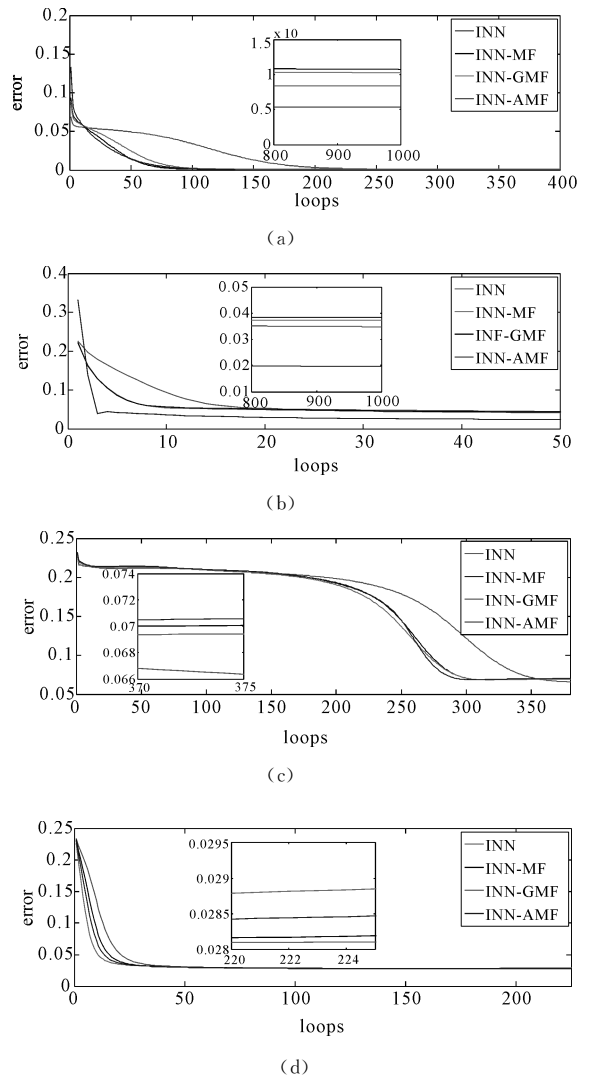 0.2
0.15
0.1
0.05
0
error
x 10
1.5
1
0.5
0
800 900 1000
INN
INN-MF
INN-GMF
INN-AMF
0 50 100 150 200 250 300 350 400
loops
(a)
0.4
0.3
0.2
0.1
0
error
0.05
0.04
0.03
0.02
0.01
800 900 1000
INN
INN-MF
INF-GMF
INN-AMF
0 10 20 30 40 50
loops
(b)
0.25
0.2
0.15
0.1
0.05
error
0.074
0.072
0.07
0.068
0.066
370 375
INN
INN-MF
INN-GMF
INN-AMF
0 50 100 150 200 250 300 350
loops
(c)
0.25
0.2
0.15
0.1
0.05
0
error
0.0295
0.029
0.0285
0.028
220 222 224
INN
INN-MF
INN-GMF
INN-AMF
0 50 100 150 200
loops
(d)